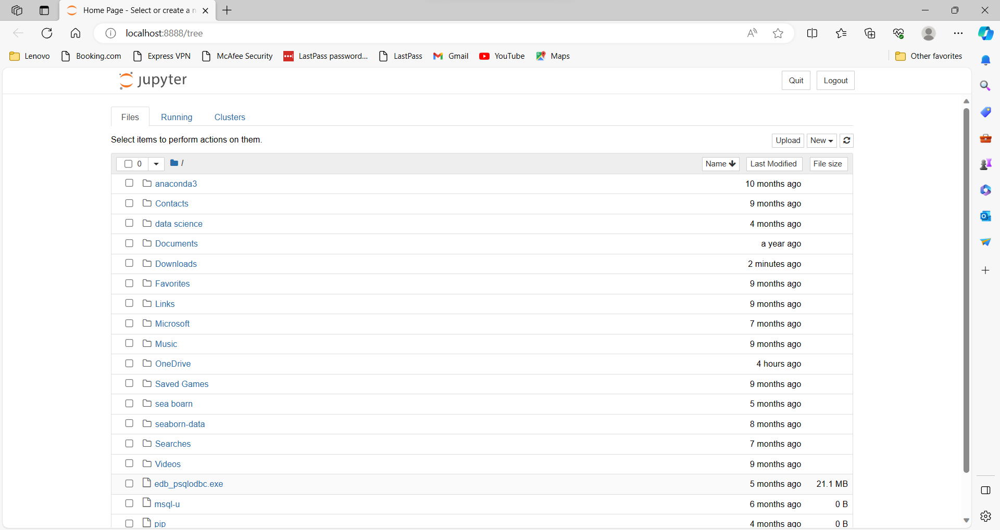 Home Page - Select or create a n
localhost:8888/tree
Lenovo Booking.com Express VPN McAfee Security LastPass password... LastPass Gmail YouTube Maps Other favorites
jupyter Quit Logout
Files Running Clusters
Select items to perform actions on them. Upload New
0 / Name Last Modified File size
anaconda3 10 months ago
Contacts 9 months ago
data science 4 months ago
Documents a year ago
Downloads 2 minutes ago
Favorites 9 months ago
Links 9 months ago
Microsoft 7 months ago
Music 9 months ago
OneDrive 4 hours ago
Saved Games 9 months ago
sea boarn 5 months ago
seaborn-data 8 months ago
Searches 7 months ago
Videos 9 months ago
edb_psqlodbc.exe 5 months ago 21.1 MB
msql-u 6 months ago 0 B
pip 4 months ago 0 B